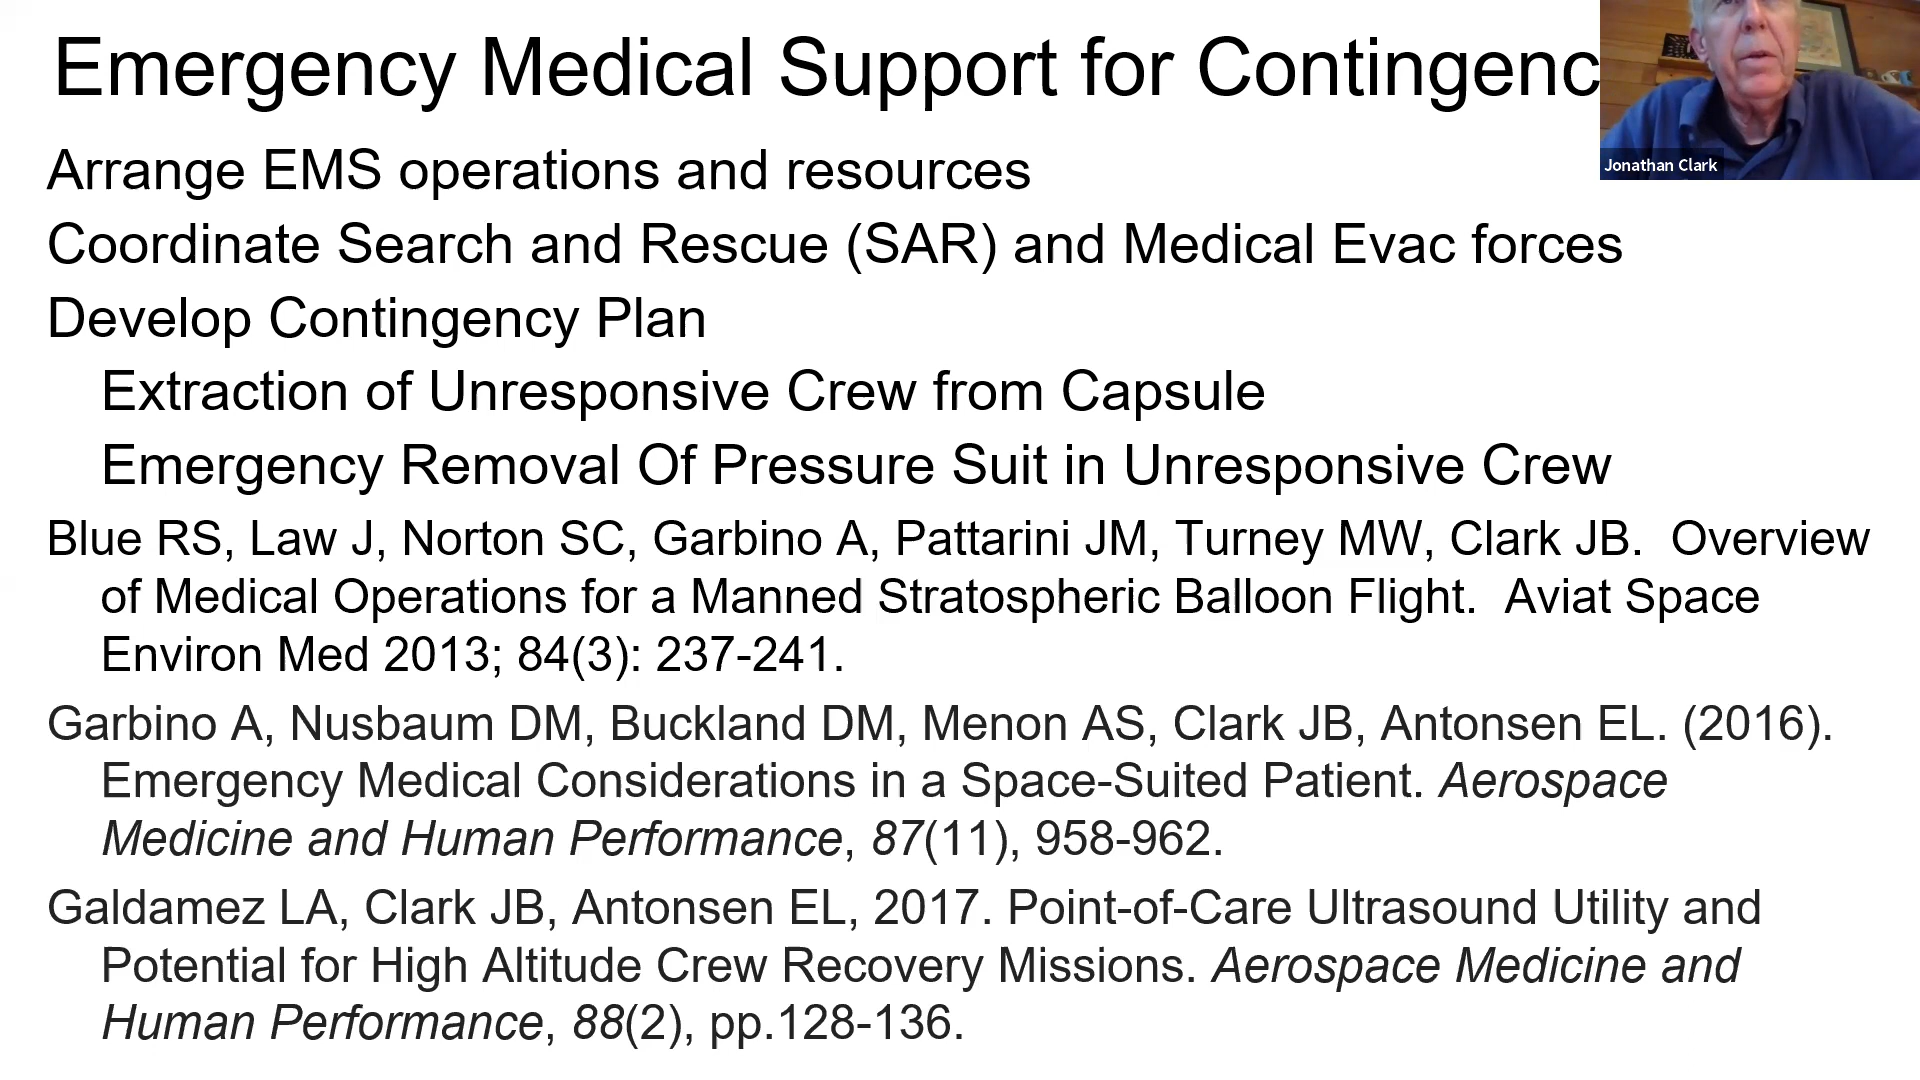 Emergency Medical Support for Contingenc
Jonathan Clark
Arrange EMS operations and resources
Coordinate Search and Rescue (SAR) and Medical Evac forces
Develop Contingency Plan
Extraction of Unresponsive Crew from Capsule
Emergency Removal Of Pressure Suit in Unresponsive Crew
Blue RS, Law J, Norton SC, Garbino A, Pattarini JM, Turney MW, Clark JB.  Overview
of Medical Operations for a Manned Stratospheric Balloon Flight.  Aviat Space
Environ Med 2013; 84(3): 237-241.
Garbino A, Nusbaum DM, Buckland DM, Menon AS, Clark JB, Antonsen EL. (2016).
Emergency Medical Considerations in a Space-Suited Patient. Aerospace
Medicine and Human Performance, 87(11), 958-962.
Galdamez LA, Clark JB, Antonsen EL, 2017. Point-of-Care Ultrasound Utility and
Potential for High Altitude Crew Recovery Missions. Aerospace Medicine and
Human Performance, 88(2), pp.128-136.